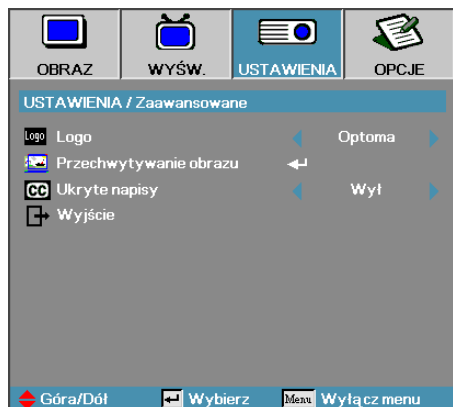 OBRAZ WYŚW. USTAWIENIA OPCJE
USTAWIENIA / Zaawansowane
Logo Logo Optoma
Przechwytywanie obrazu
CC Ukryte napisy Wył
Wyjście
Góra/Dół Wybierz Menu Wyłącz menu